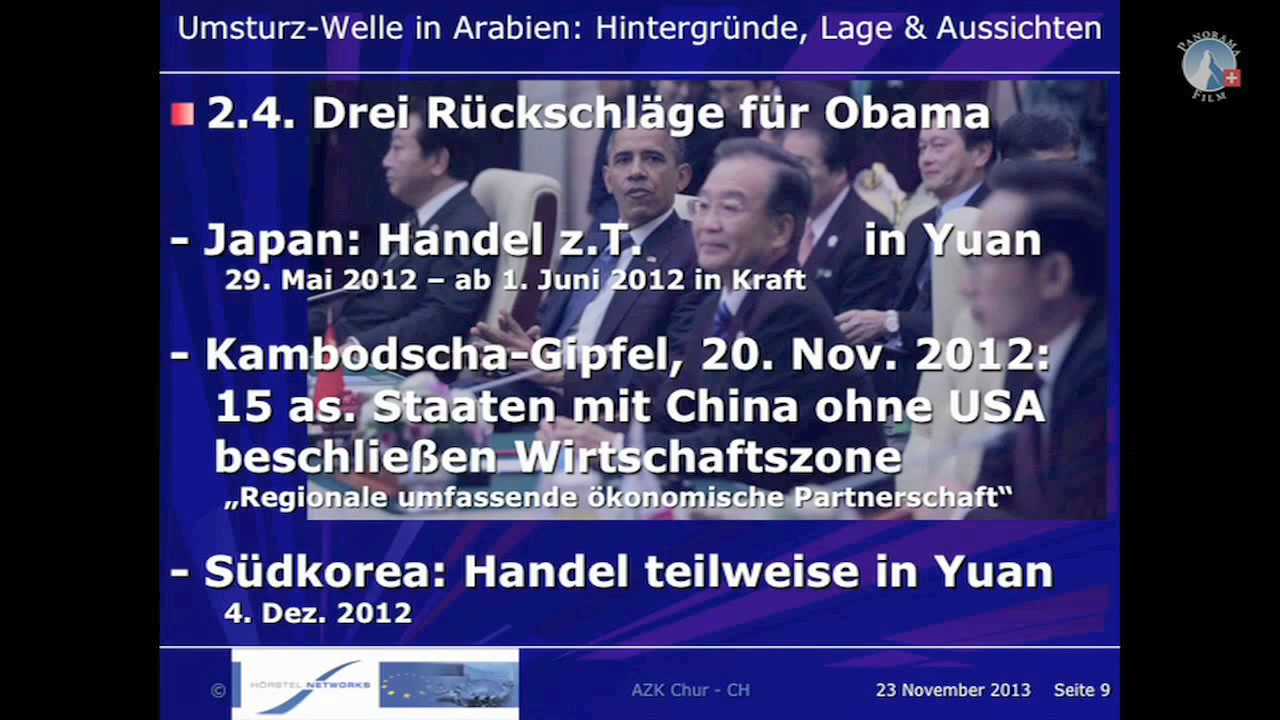 Umsturz-Welle in Arabien: Hintergründe, Lage & Aussichten
PANORAMA
FILM
2.4. Drei Rückschläge für Obama
- Japan: Handel z.T. in Yuan
29. Mai 2012 – ab 1. Juni 2012 in Kraft
- Kambodscha-Gipfel, 20. Nov. 2012:
15 as. Staaten mit China ohne USA
beschließen Wirtschaftszone
„Regionale umfassende ökonomische Partnerschaft“
- Südkorea: Handel teilweise in Yuan
4. Dez. 2012
© HÖRSTEL NETWORKS AZK Chur - CH 23 November 2013 Seite 9